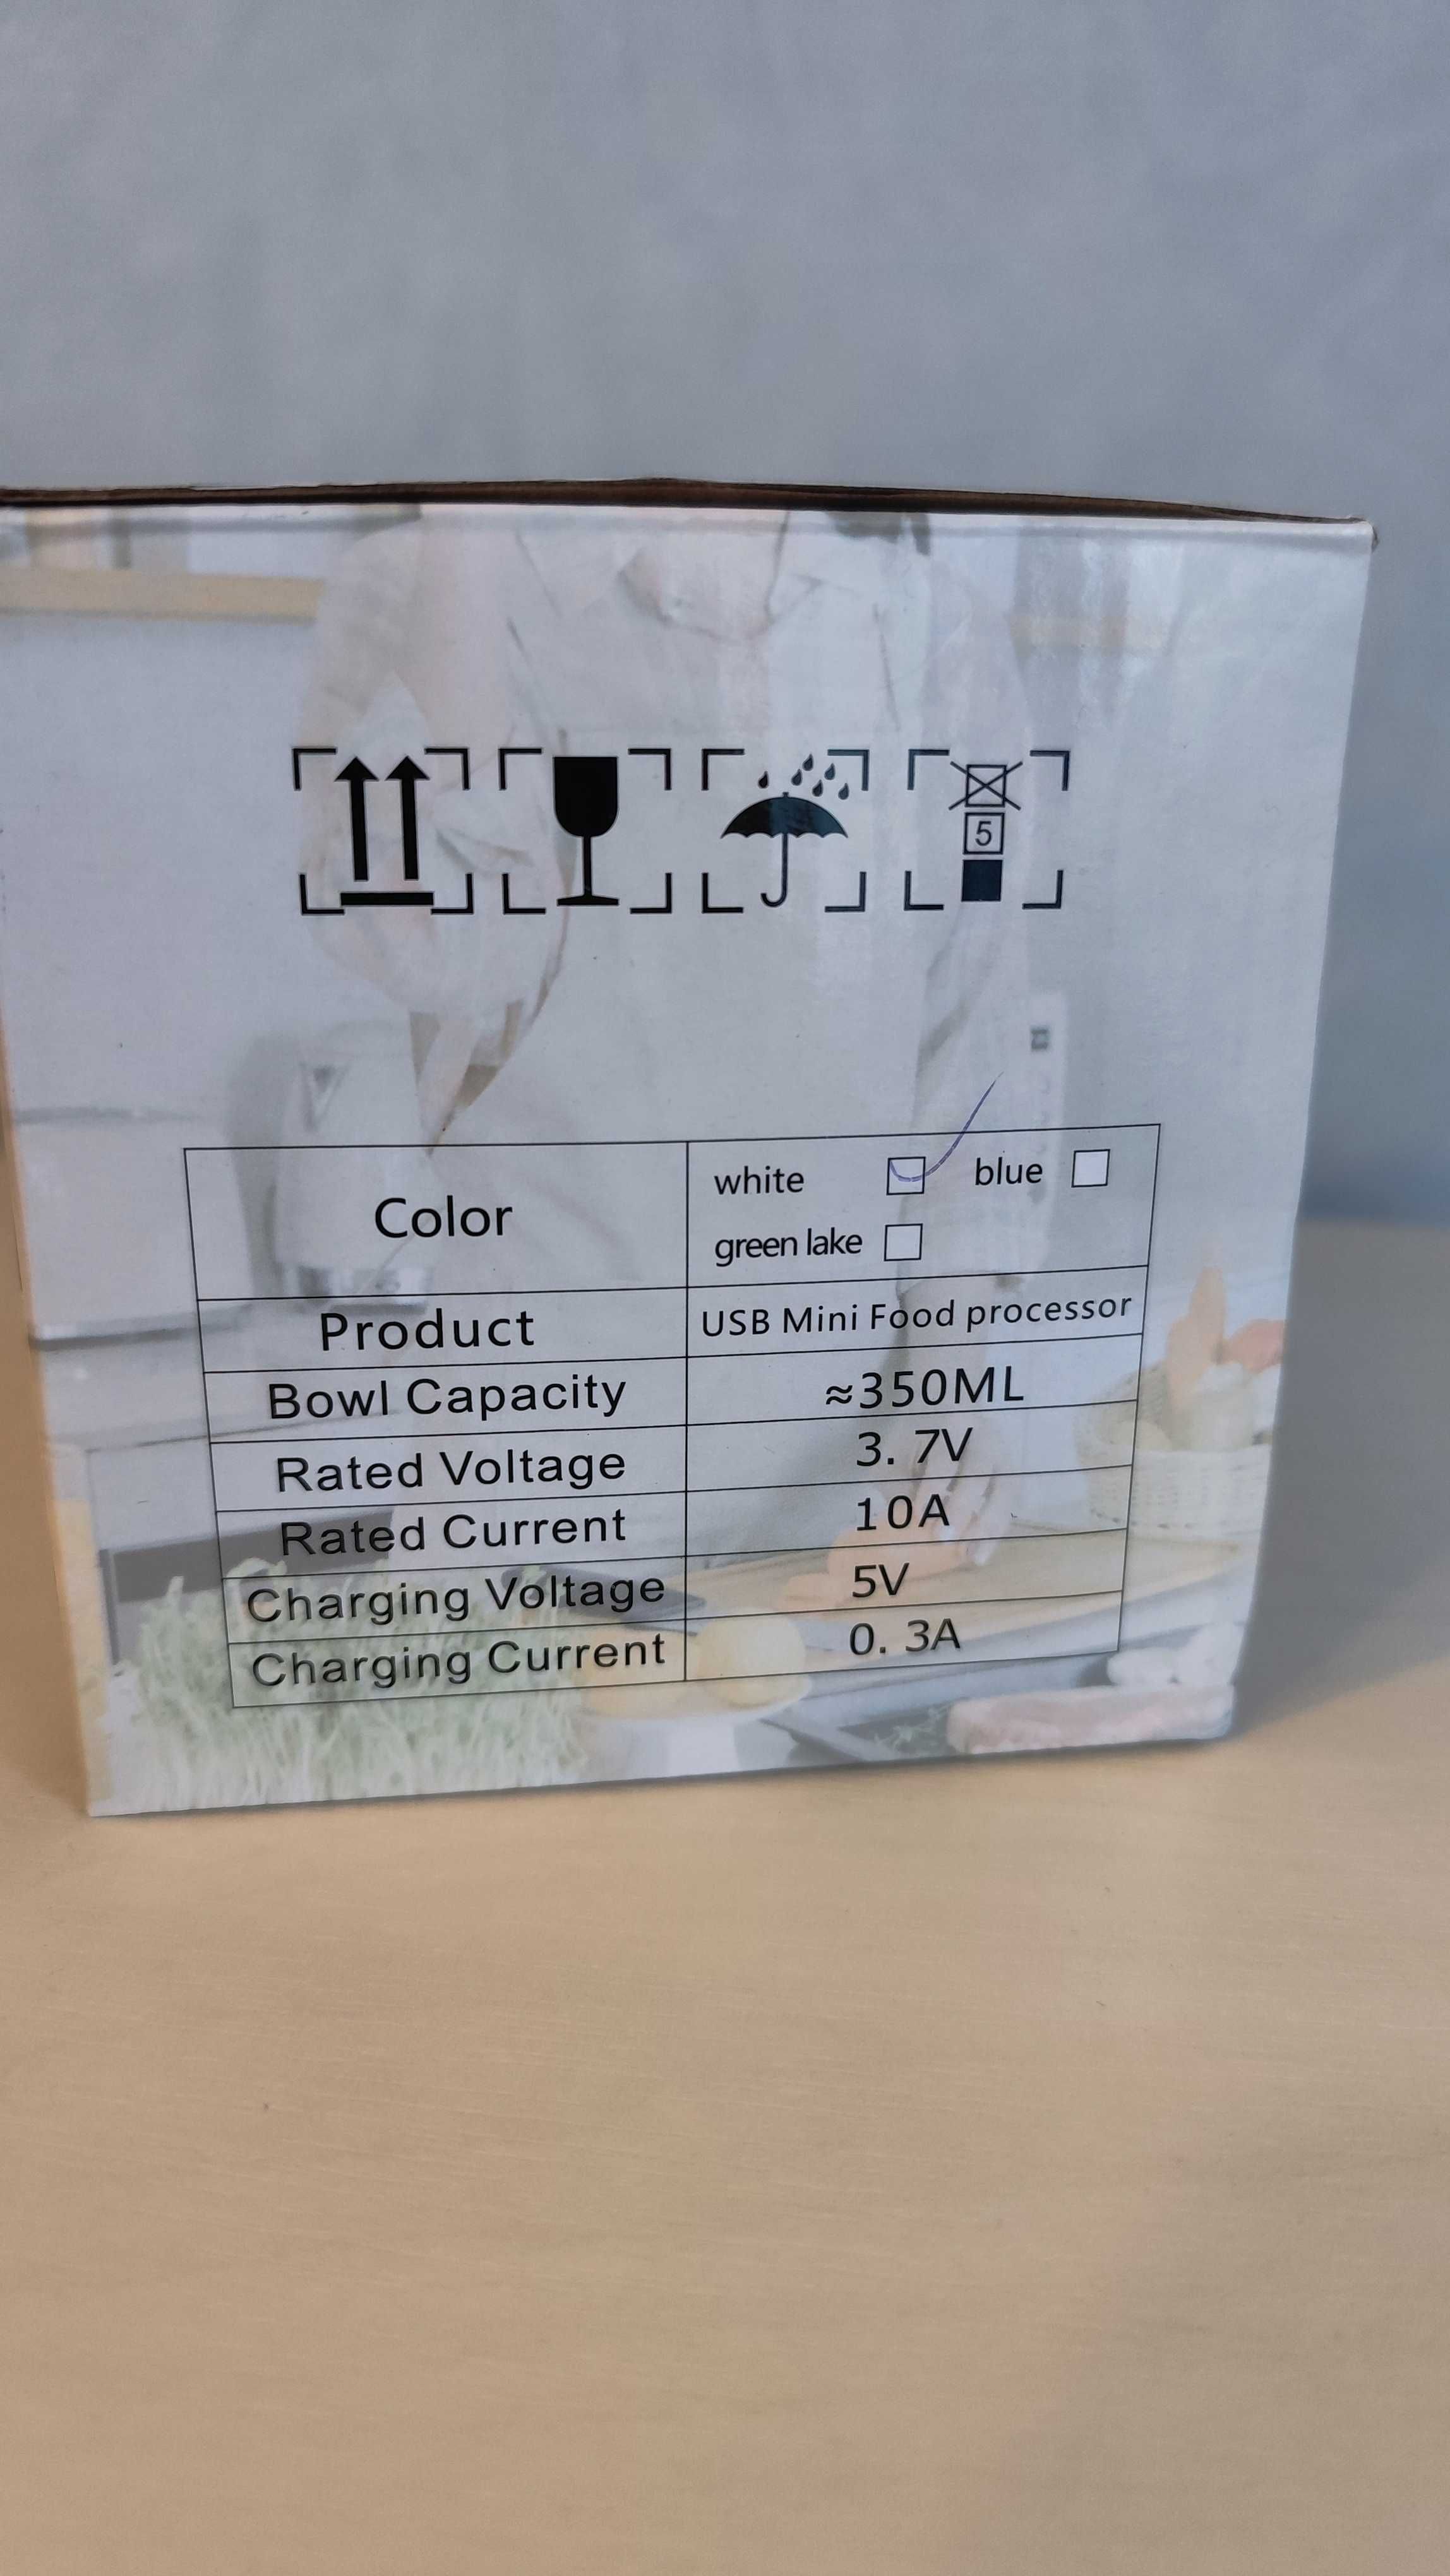 5
Color
white blue
green lake
Product USB Mini Food processor
Bowl Capacity ≈350ML
Rated Voltage 3. 7V
Rated Current 10A
Charging Voltage 5V
Charging Current 0. 3A